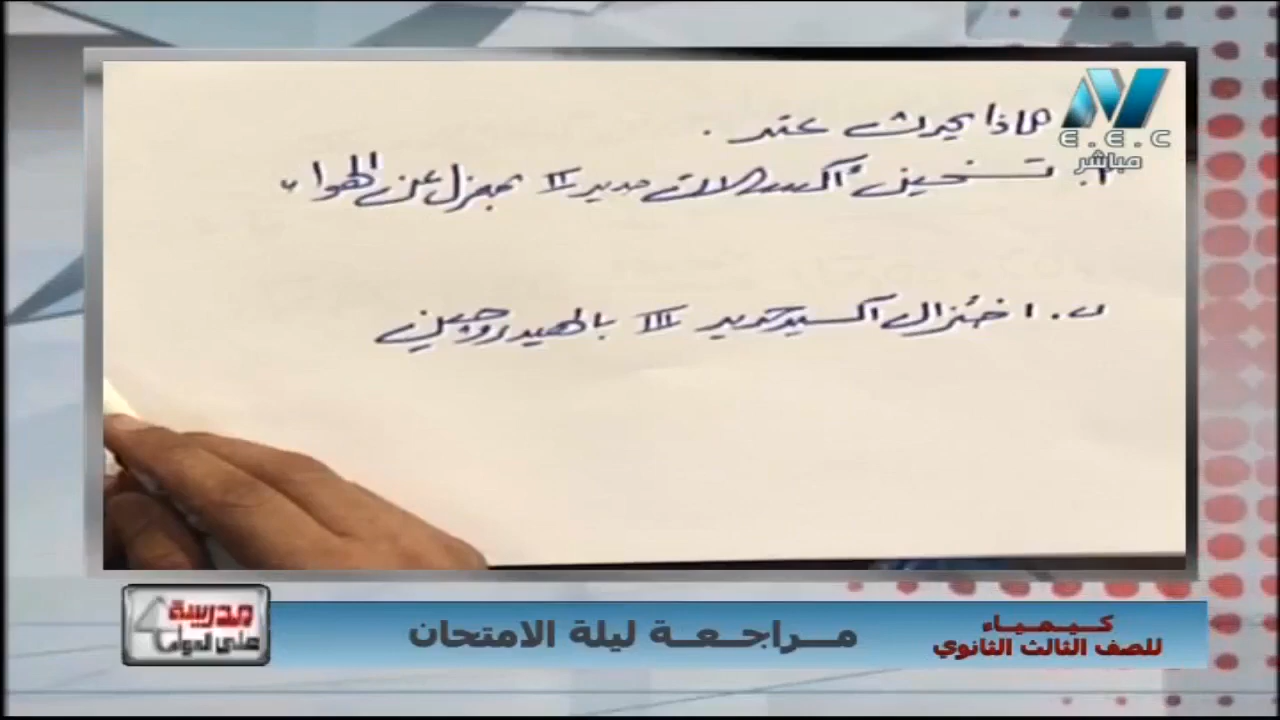 ماذا يحدث عند .
١. تسخين أكسالات حديد II بمعزل عن الهواء
٢. اختزال أكسيد حديد III بالهيدروجين
E.E.C
مباشر
كيمياء
للصف الثالث الثانوي
مراجعة ليلة الامتحان
مدرسة
على الهواء